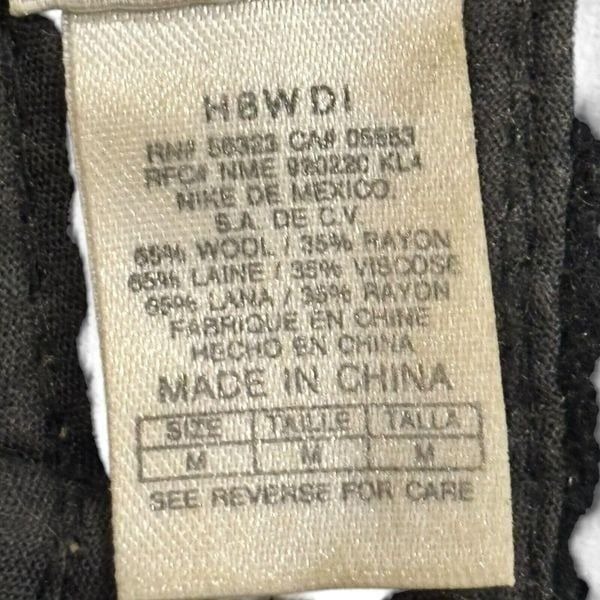 H8WDI
RN# 56323 CA# 05553
RFC# NME 920220 KL4
NIKE DE MEXICO.
S.A. DE C.V.
65% WOOL / 35% RAYON
65% LAINE / 35% VISCOSE
65% LANA / 35% RAYON
FABRIQUE EN CHINE
HECHO EN CHINA
MADE IN CHINA
SIZE TAILLE TALLA
M M M
SEE REVERSE FOR CARE